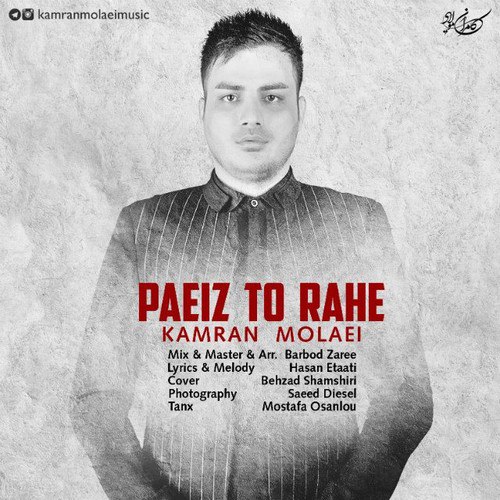 kamranmolaeimusic
PAEIZ TO RAHE
KAMRAN MOLAEI
Mix & Master & Arr. Barbod Zaree
Lyrics & Melody Hasan Etaati
Cover Behzad Shamshiri
Photography Saeed Diesel
Tanx Mostafa Osanlou